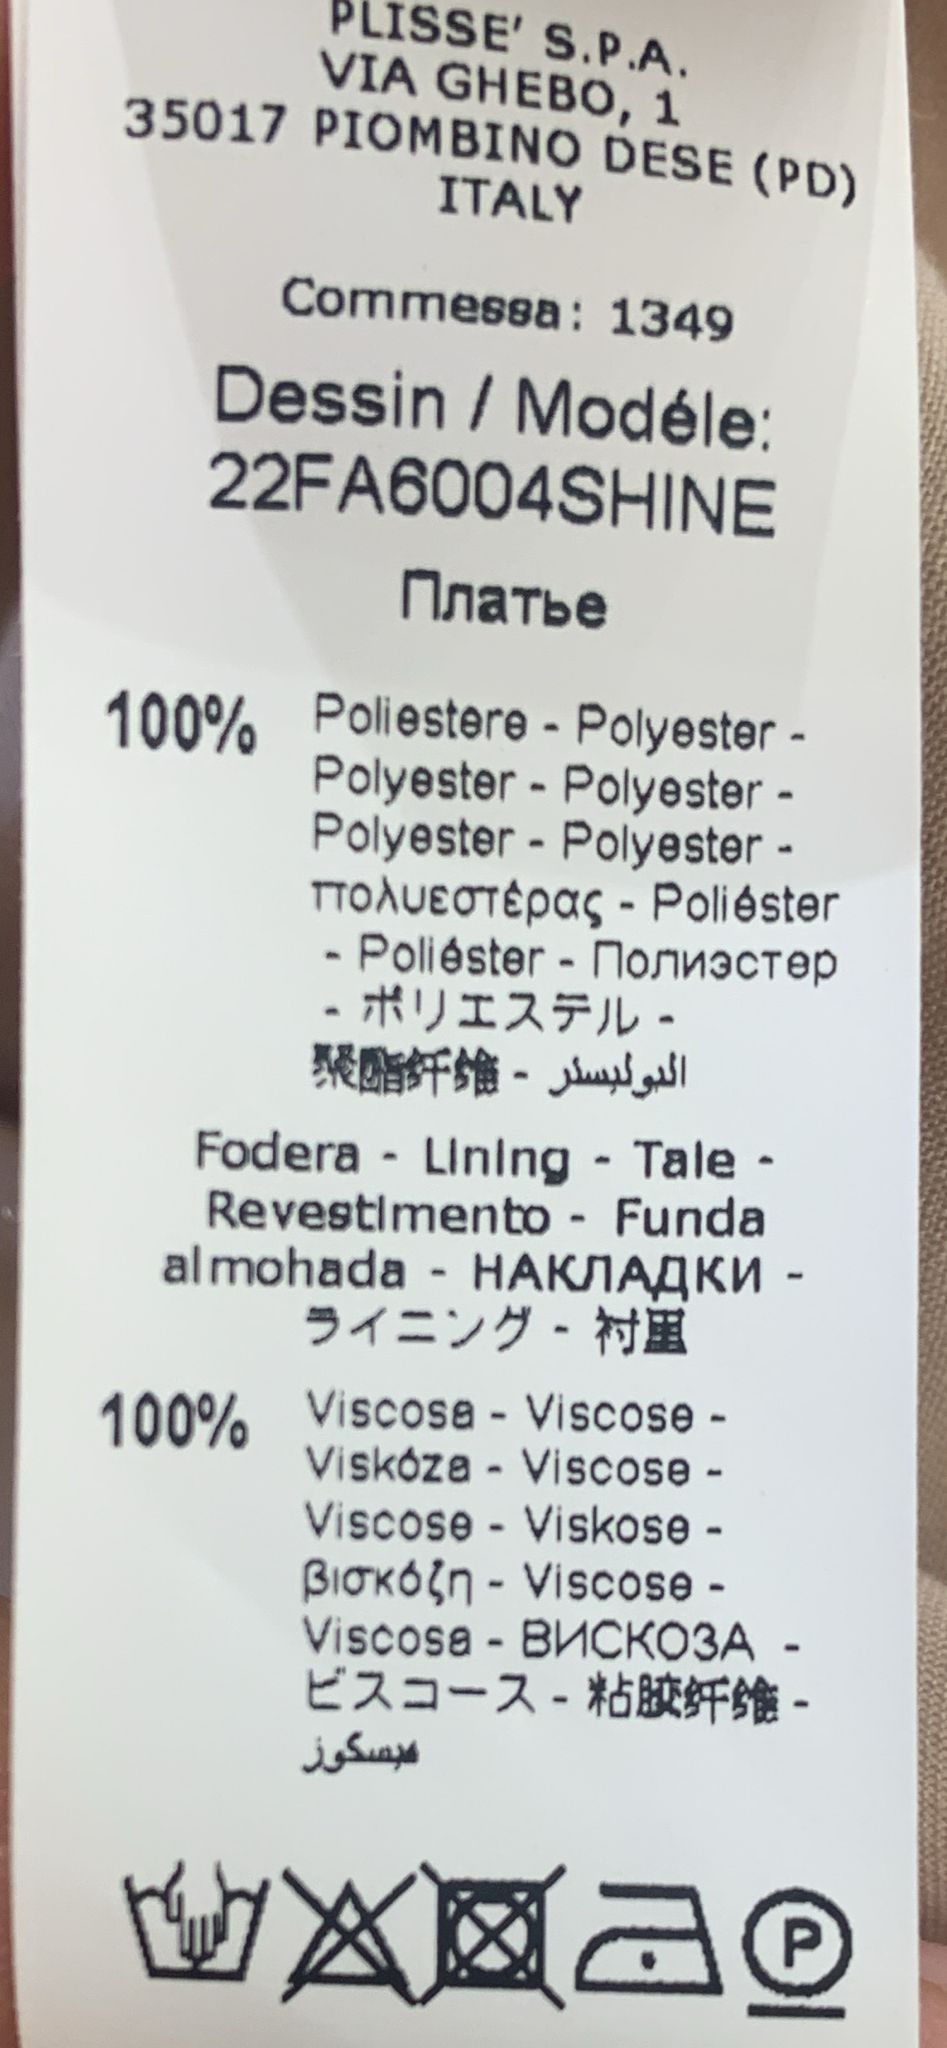 PLISSE' S.P.A.
VIA GHEBO, 1
35017 PIOMBINO DESE (PD)
ITALY
Commessa: 1349
Dessin / Modéle:
22FA6004SHINE
Платье
100% Poliestere - Polyester -
Polyester - Polyester -
Polyester - Polyester -
πολυεστέρας - Poliéster
- Poliéster - Полиэстер
- ポリエステル -
聚酯纤维 - البوليستر
Fodera - Lining - Taie -
Revestimento - Funda
almohada - НАКЛАДКИ -
ライニング - 衬里
100% Viscosa - Viscose -
Viskóza - Viscose -
Viscose - Viskose -
βισκόζη - Viscose -
Viscosa - ВИСКОЗА -
ビスコース - 粘胶纤维 -
فيسكوز
P